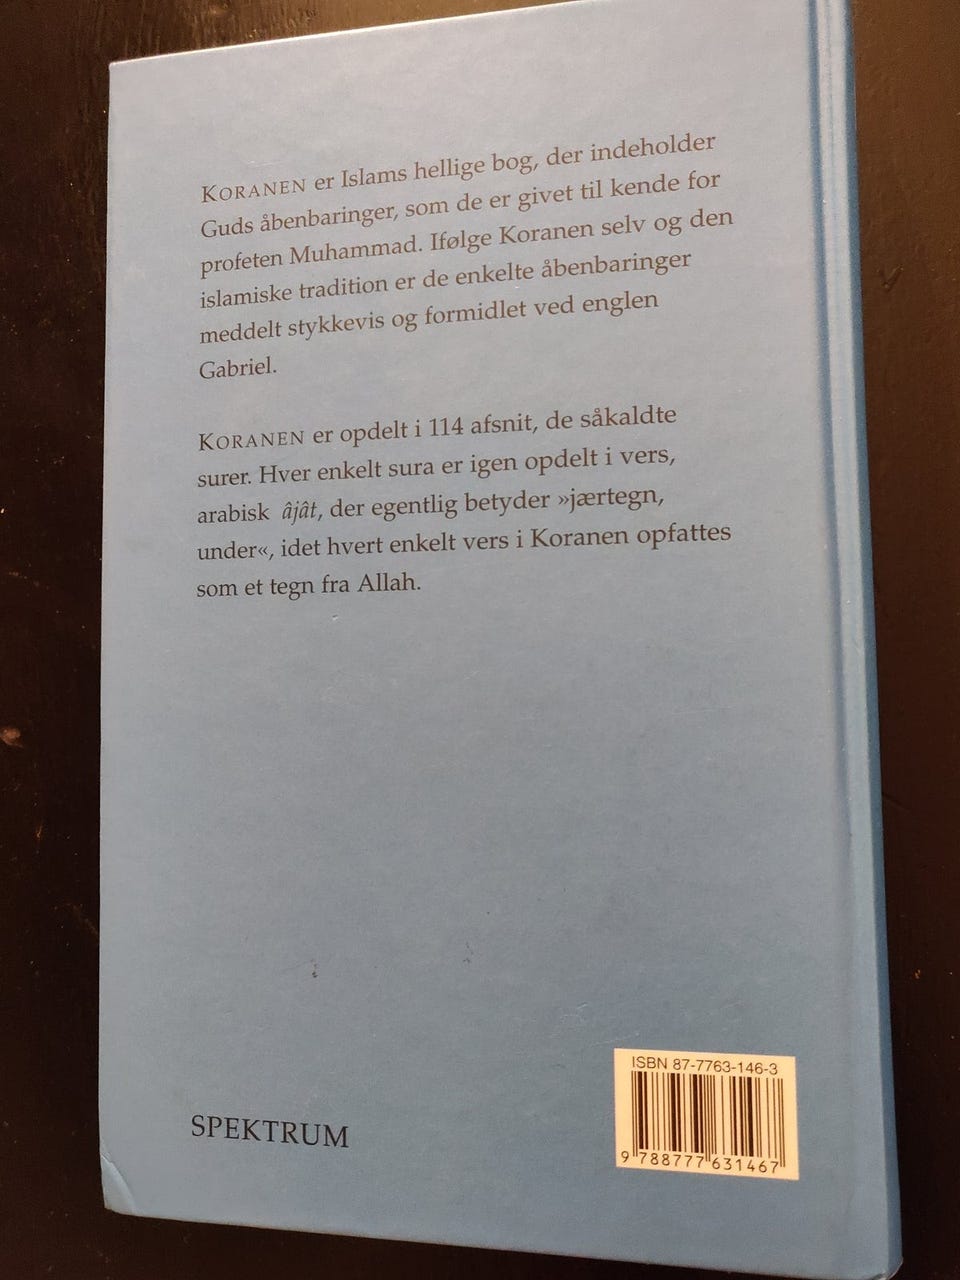 KORANEN er Islams hellige bog, der indeholder
Guds åbenbaringer, som de er givet til kende for
profeten Muhammad. Ifølge Koranen selv og den
islamiske tradition er de enkelte åbenbaringer
meddelt stykkevis og formidlet ved englen
Gabriel.
KORANEN er opdelt i 114 afsnit, de såkaldte
surer. Hver enkelt sura er igen opdelt i vers,
arabisk âjât, der egentlig betyder »jærtegn,
under«, idet hvert enkelt vers i Koranen opfattes
som et tegn fra Allah.
SPEKTRUM
ISBN 87-7763-146-3
9 788777 631467